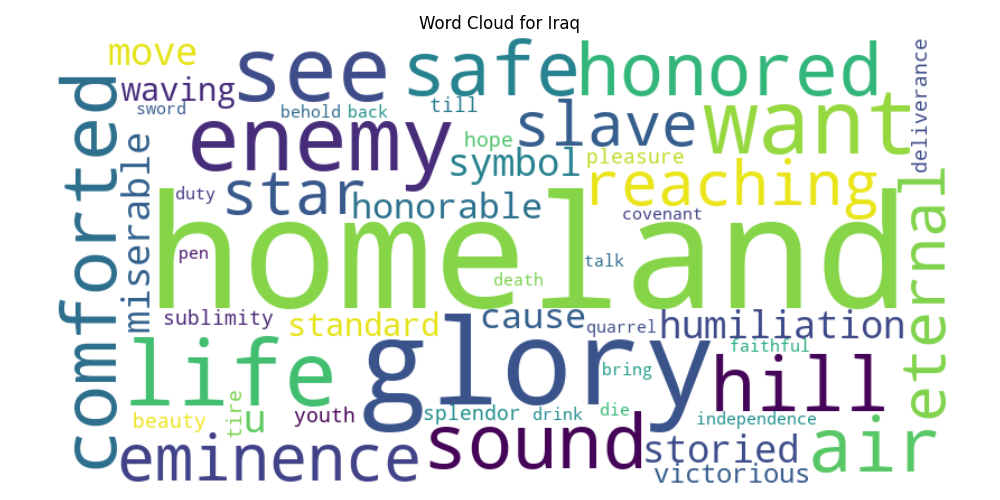 Word Cloud for Iraq
move
see
safe
honored
deliverance
waving
sword
behold
back
till
comforted
enemy
hope
slave
want
miserable
symbol
pleasure
duty
star
honorable
reaching
covenant
eternal
homeland
pen
talk
death
sublimity
standard
glory
cause
quarrel
humiliation
life
faithful
bring
hill
beauty
tire
u
youth
splendor
drink
die
independence
air
eminence
sound
storied
victorious